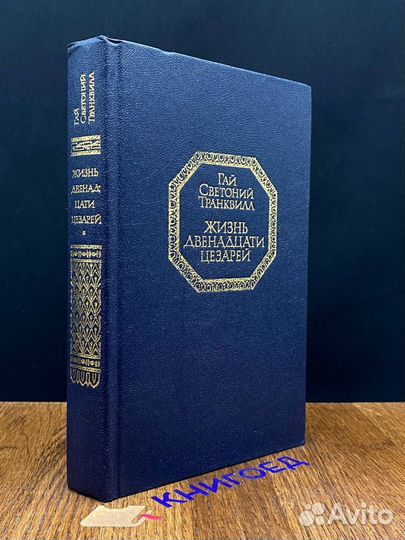 ГАЙ
СВЕТОНИЙ
ТРАНКВИЛЛ
ЖИЗНЬ
ДВЕНАД
ЦАТИ
ЦЕЗАРЕЙ
ГАЙ
СВЕТОНИЙ
ТРАНКВИЛЛ
ЖИЗНЬ
ДВЕНАДЦАТИ
ЦЕЗАРЕЙ
КНИГОЕД
Avito